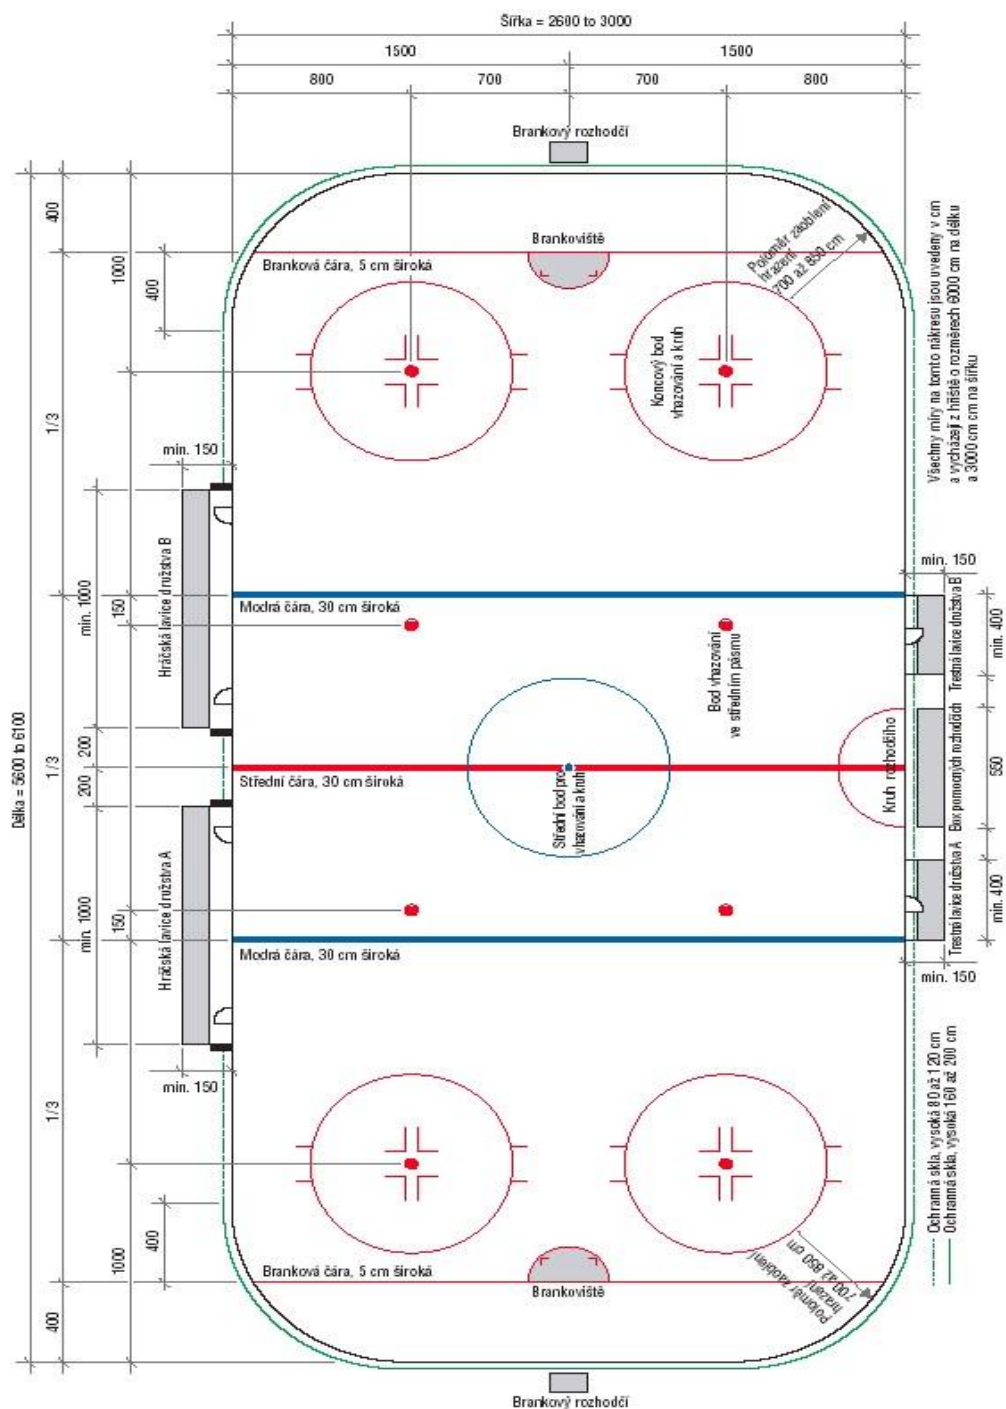 Šířka = 2600 to 3000
1500
1500
800
700
700
800
Brankový rozhodčí
Délka = 5600 to 6100
400
1000
400
Brankoviště
Branková čára, 5 cm široká
Poloměr zaoblení
hrazení
700 až 850 cm
Koncový bod
vhazování a kruh
Všechny míry na tomto nákresu jsou uvedeny v cm
a vycházejí z hřiště o rozměrech 6000 cm na délku
a 3000 cm cm na šířku
1/3
min. 150
min. 1000
150
Hráčská lavice družstva B
Modrá čára, 30 cm široká
Bod vhazování
ve středním pásmu
min. 150
Trestná lavice družstva B
min. 400
200
1/3
200
Střední čára, 30 cm široká
Střední bod pro
vhazování a kruh
Kruh rozhodčího
Box pomocných rozhodčích
550
Hráčská lavice družstva A
min. 1000
150
Modrá čára, 30 cm široká
Trestná lavice družstva A
min. 400
min. 150
min. 150
1/3
Ochranná skla, vysoká 80 až 120 cm
Ochranná skla, vysoká 160 až 200 cm
400
1000
400
Branková čára, 5 cm široká
Brankoviště
Poloměr zaoblení
hrazení
700 až 850 cm
Brankový rozhodčí